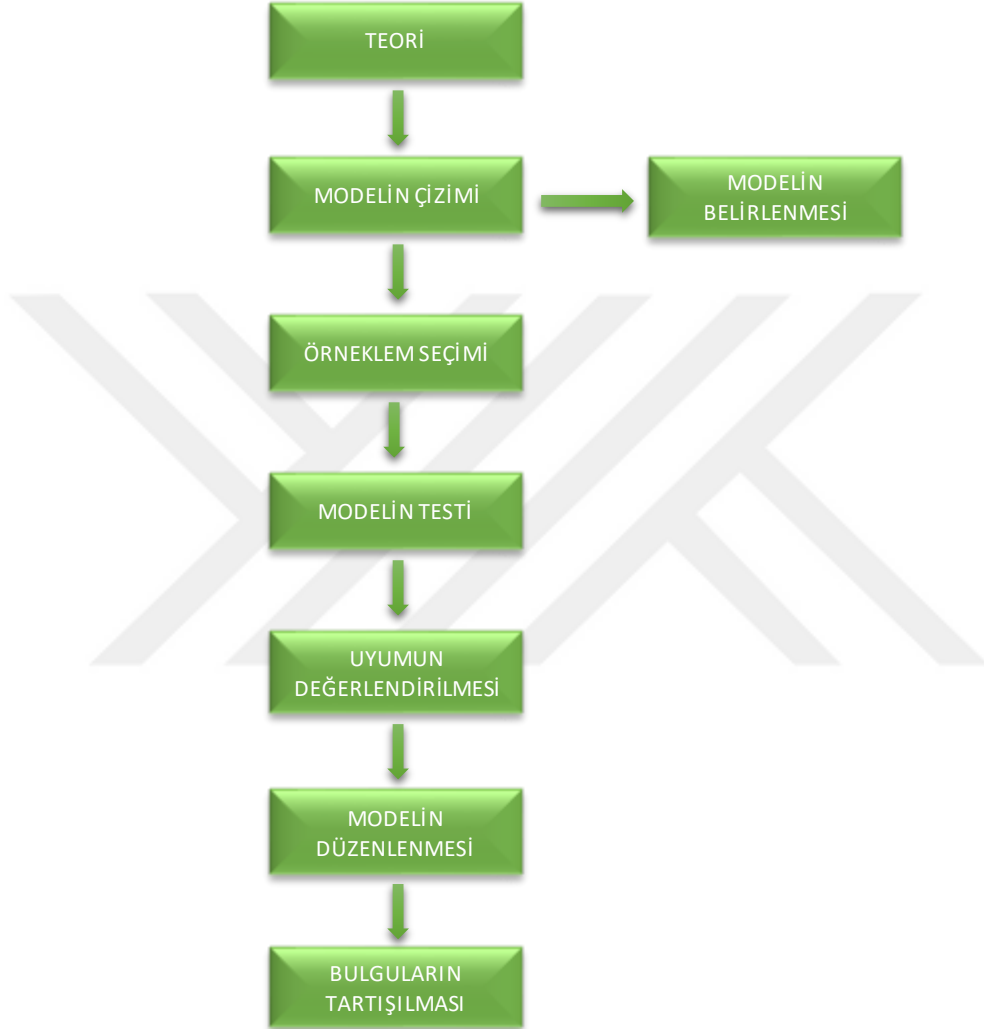 TEORİ
MODELİN ÇİZİMİ
MODELİN
BELİRLENMESİ
ÖRNEKLEM SEÇİMİ
MODELİN TESTİ
UYUMUN
DEĞERLENDİRİLMESİ
MODELİN
DÜZENLENMESİ
BULGULARIN
TARTIŞILMASI